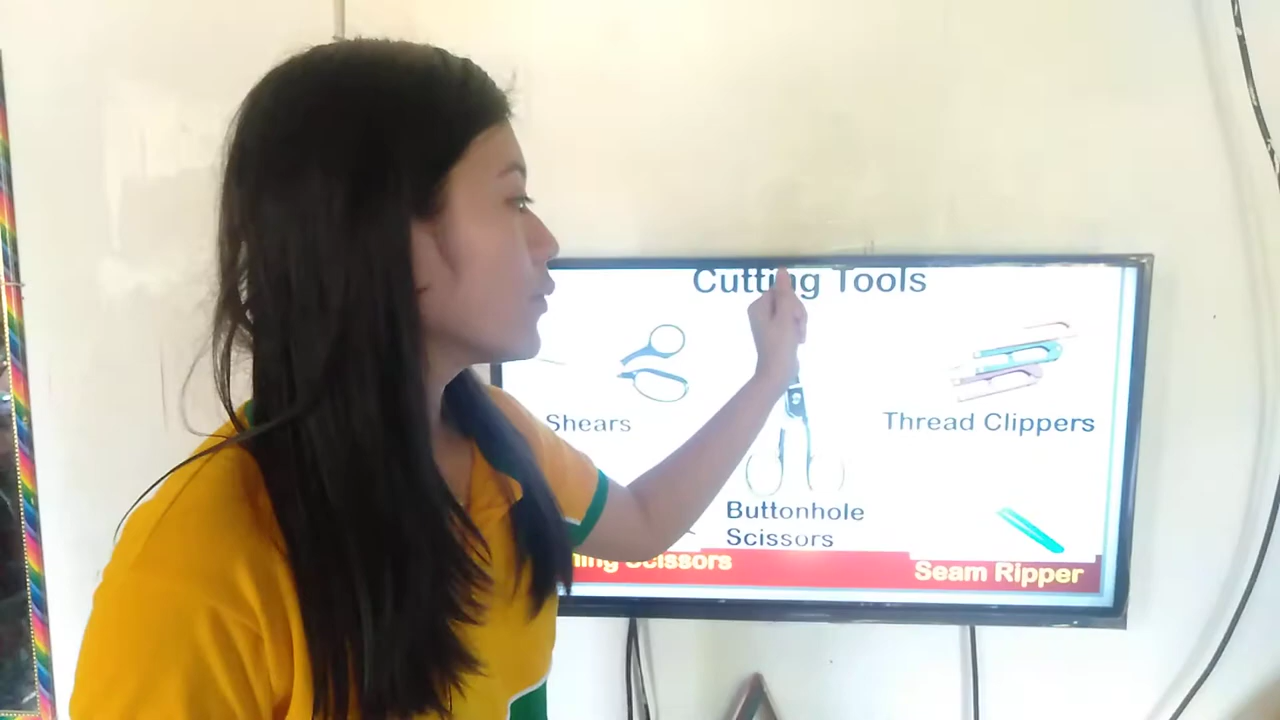 Cutting Tools
Shears
Thread Clippers
Buttonhole
Scissors
Scissors
Seam Ripper